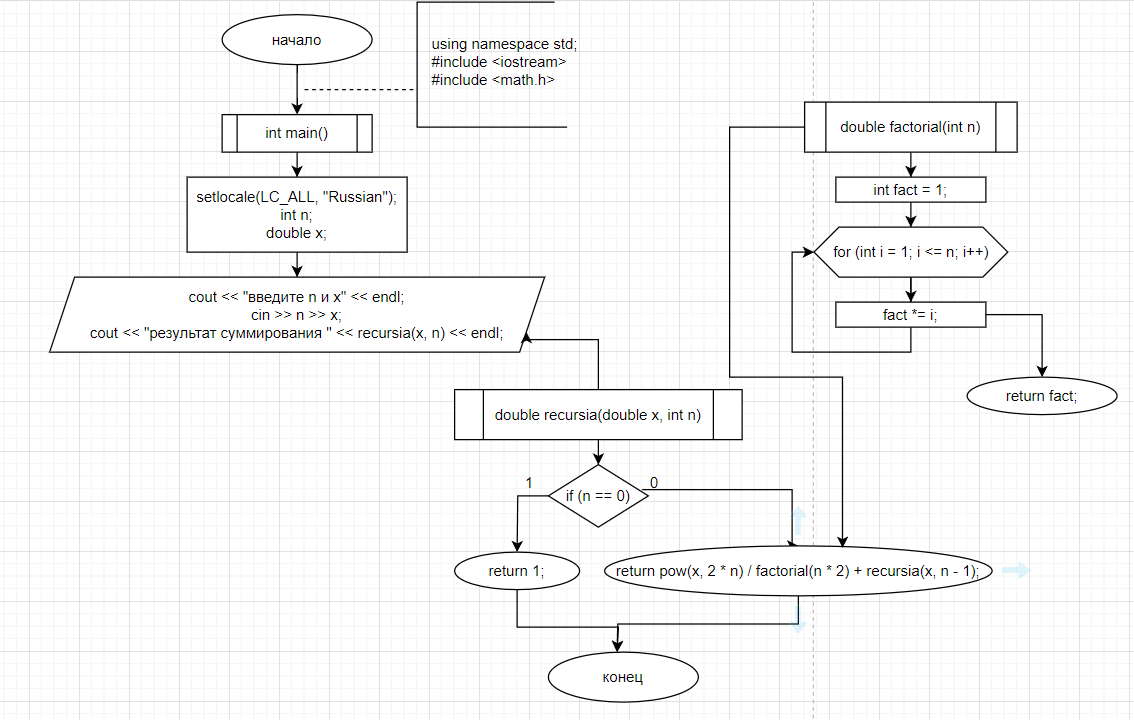 начало
using namespace std;
#include <iostream>
#include <math.h>
int main()
setlocale(LC_ALL, "Russian");
int n;
double x;
cout << "введите n и x" << endl;
cin >> n >> x;
cout << "результат суммирования " << recursia(x, n) << endl;
double factorial(int n)
int fact = 1;
for (int i = 1; i <= n; i++)
fact *= i;
return fact;
double recursia(double x, int n)
if (n == 0)
1
0
return 1;
return pow(x, 2 * n) / factorial(n * 2) + recursia(x, n - 1);
конец